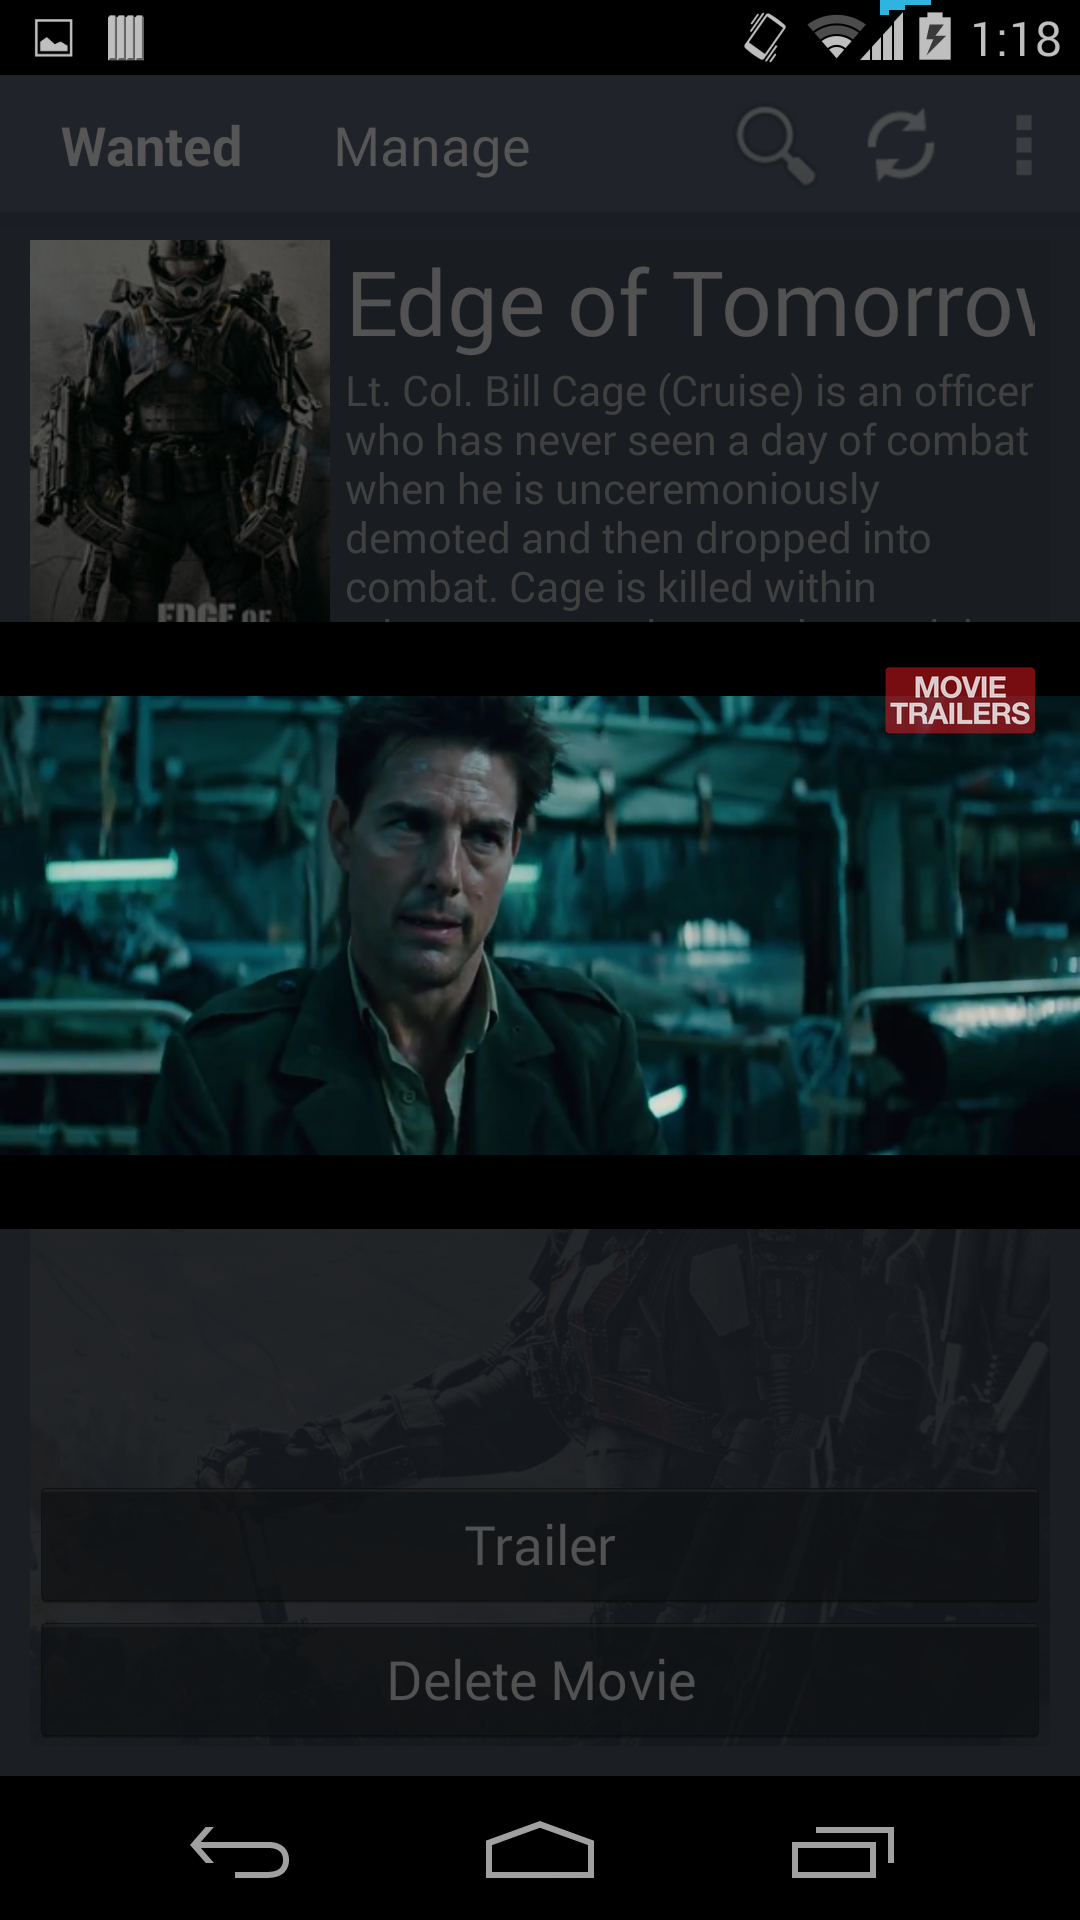 1:18
Wanted
Manage
Edge of Tomorrow
Lt. Col. Bill Cage (Cruise) is an officer
who has never seen a day of combat
when he is unceremoniously
demoted and then dropped into
combat. Cage is killed within
EDGE OF
MOVIE
TRAILERS
Trailer
Delete Movie